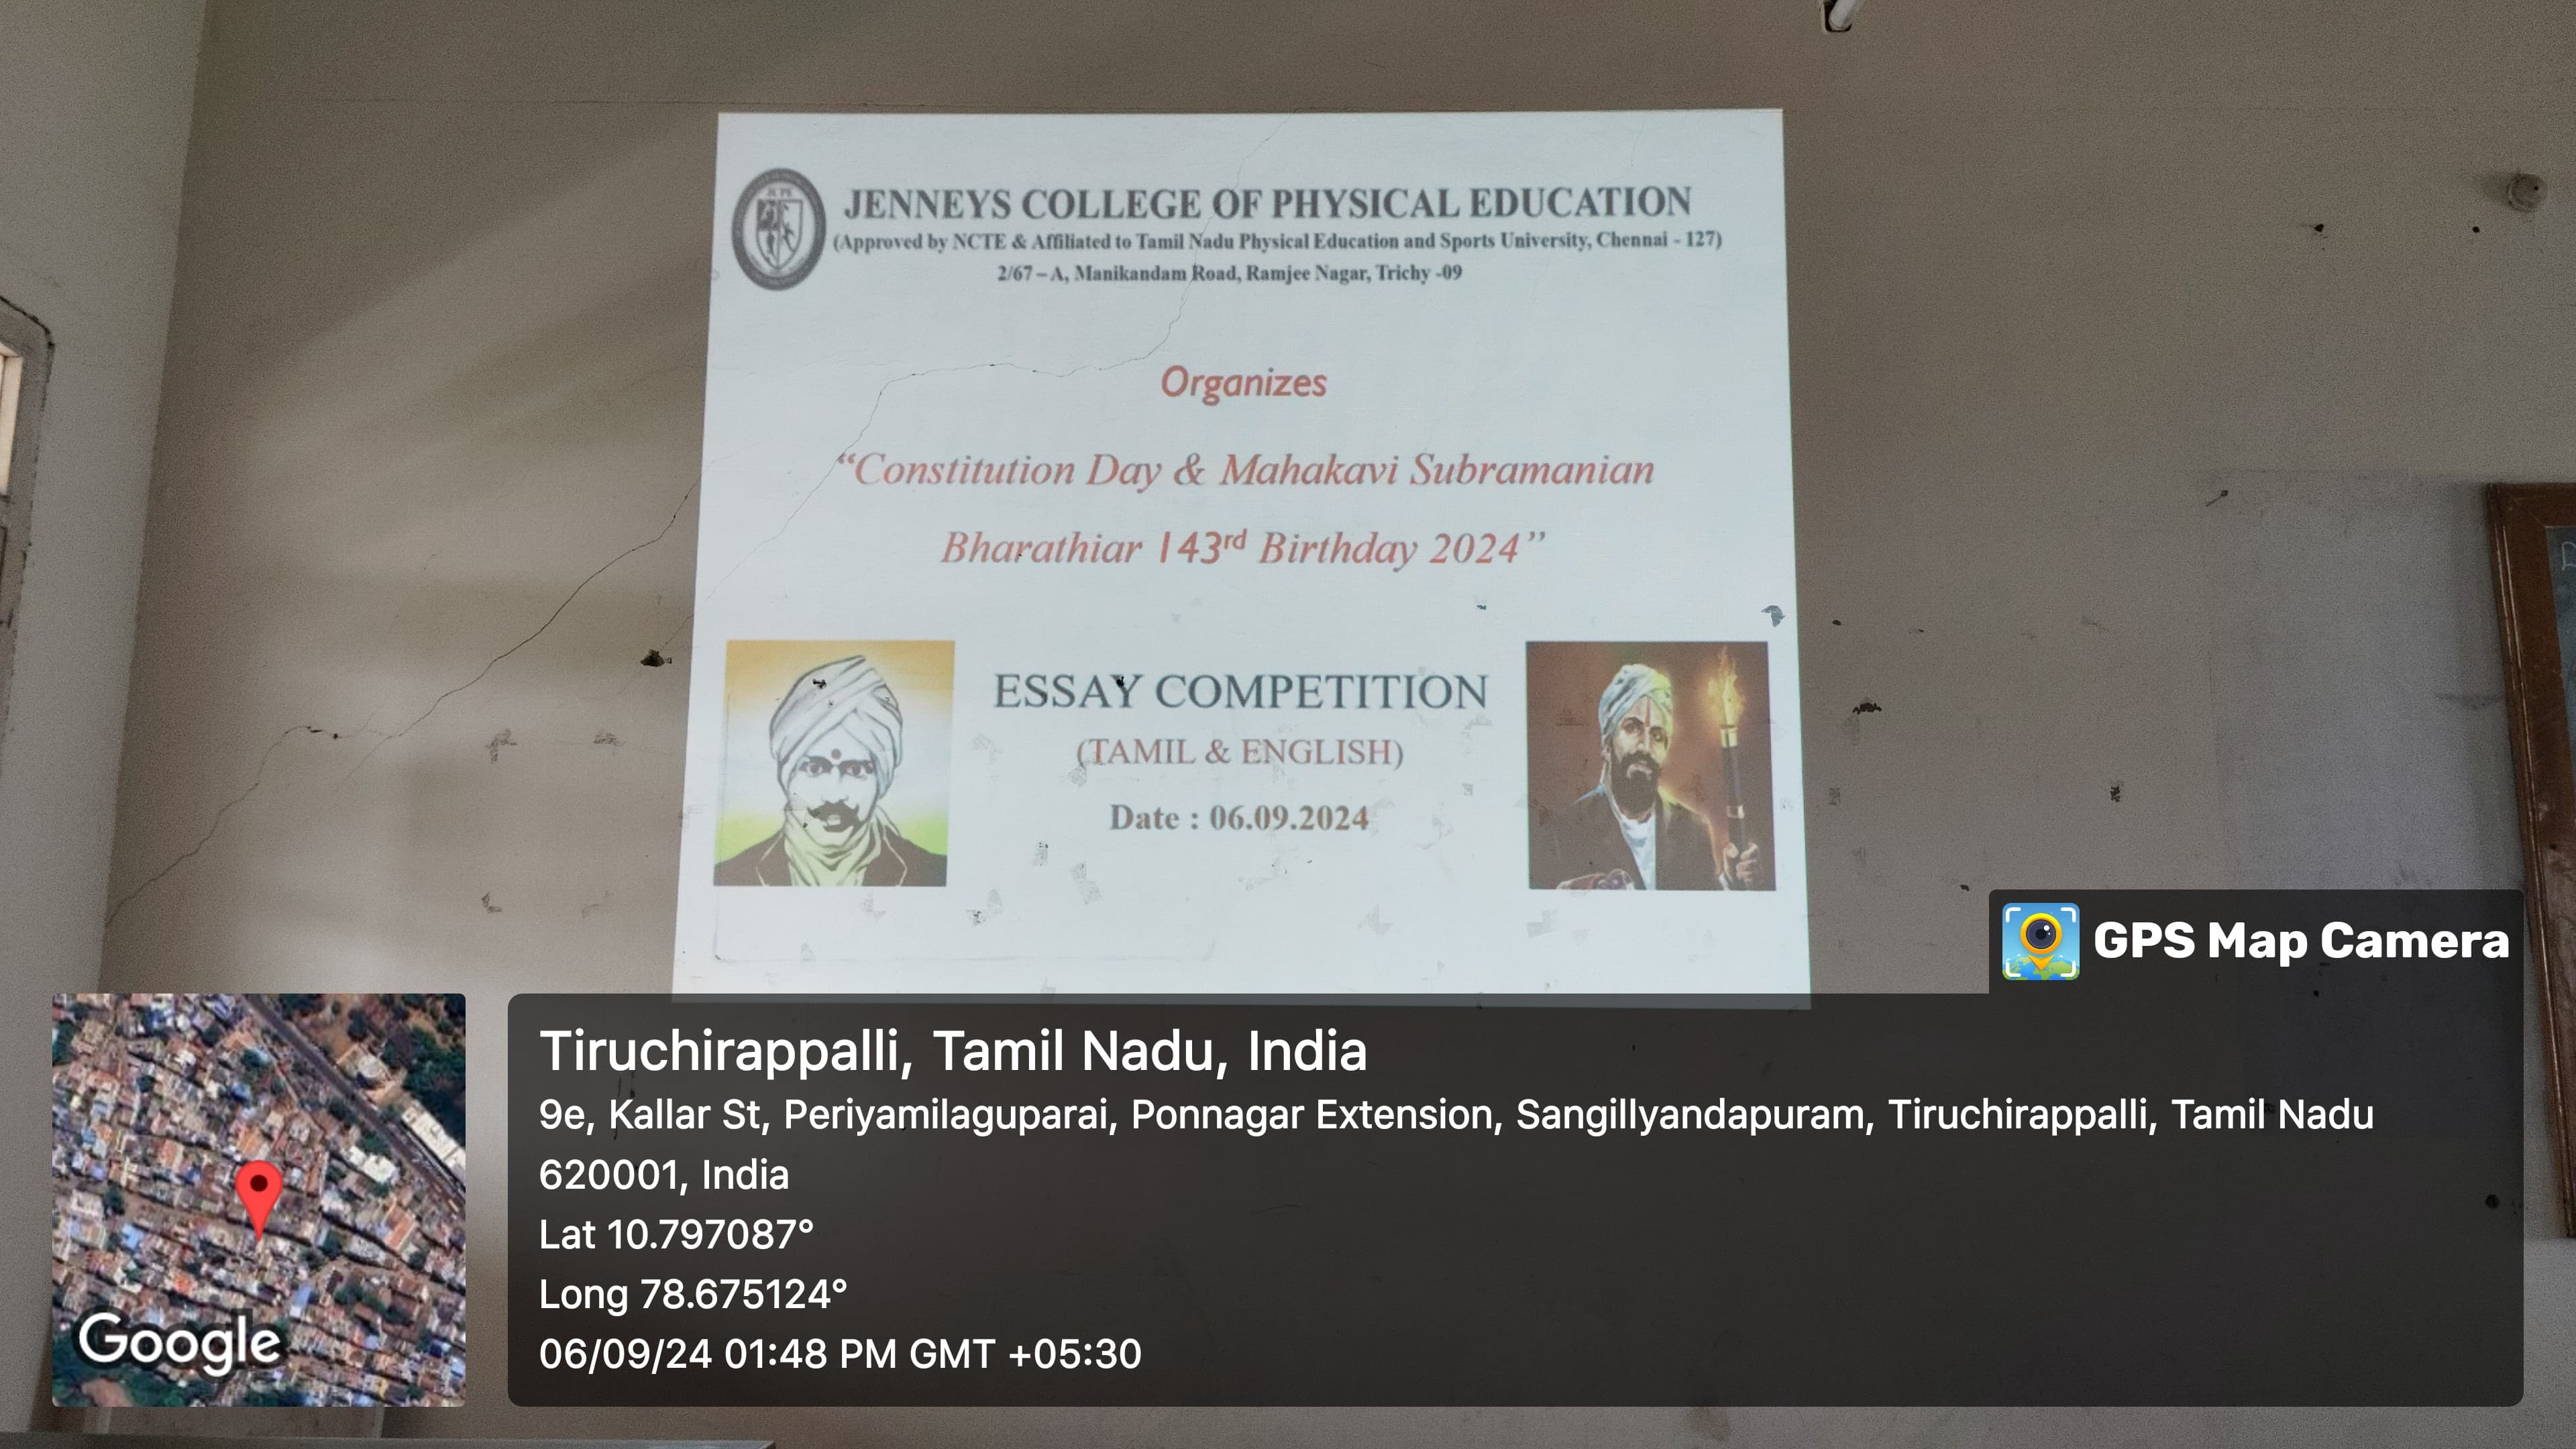 JCPE
JENNEYS COLLEGE OF PHYSICAL EDUCATION
(Approved by NCTE & Affiliated to Tamil Nadu Physical Education and Sports University, Chennai - 127)
2/67 – A, Manikandam Road, Ramjee Nagar, Trichy -09
Organizes
“Constitution Day & Mahakavi Subramanian
Bharathiar 143rd Birthday 2024”
ESSAY COMPETITION
(TAMIL & ENGLISH)
Date : 06.09.2024
GPS Map Camera
Google
Tiruchirappalli, Tamil Nadu, India
9e, Kallar St, Periyamilaguparai, Ponnagar Extension, Sangillyandapuram, Tiruchirappalli, Tamil Nadu
620001, India
Lat 10.797087°
Long 78.675124°
06/09/24 01:48 PM GMT +05:30